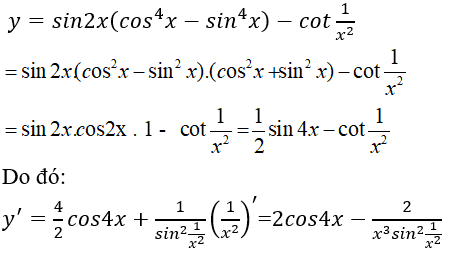 y = sin2x(cos⁴x − sin⁴x) − cot 1/x²
= sin 2x(cos²x − sin² x).(cos²x +sin² x) − cot 1/x²
= sin 2x.cos2x . 1 - cot 1/x² = 1/2 sin 4x − cot 1/x²
Do đó:
y′ = 4/2 cos4x + 1/(sin² 1/x²) (1/x²)′ =2cos4x − 2/(x³sin² 1/x²)